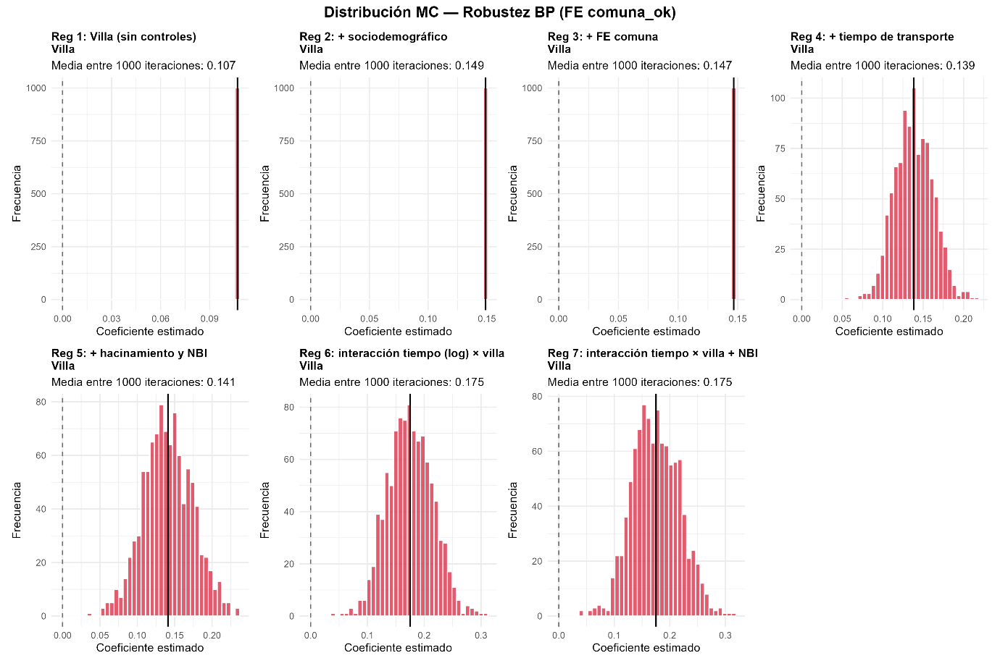 Distribución MC — Robustez BP (FE comuna_ok)
Reg 1: Villa (sin controles)
Villa
Media entre 1000 iteraciones: 0.107
Frecuencia
1000
750
500
250
0
0.00 0.03 0.06 0.09
Coeficiente estimado
Reg 2: + sociodemográfico
Villa
Media entre 1000 iteraciones: 0.149
Frecuencia
1000
750
500
250
0
0.00 0.05 0.10 0.15
Coeficiente estimado
Reg 3: + FE comuna
Villa
Media entre 1000 iteraciones: 0.147
Frecuencia
1000
750
500
250
0
0.00 0.05 0.10 0.15
Coeficiente estimado
Reg 4: + tiempo de transporte
Villa
Media entre 1000 iteraciones: 0.139
Frecuencia
100
75
50
25
0
0.00 0.05 0.10 0.15 0.20
Coeficiente estimado
Reg 5: + hacinamiento y NBI
Villa
Media entre 1000 iteraciones: 0.141
Frecuencia
80
60
40
20
0
0.00 0.05 0.10 0.15 0.20
Coeficiente estimado
Reg 6: interacción tiempo (log) × villa
Villa
Media entre 1000 iteraciones: 0.175
Frecuencia
80
60
40
20
0
0.0 0.1 0.2 0.3
Coeficiente estimado
Reg 7: interacción tiempo × villa + NBI
Villa
Media entre 1000 iteraciones: 0.175
Frecuencia
80
60
40
20
0
0.0 0.1 0.2 0.3
Coeficiente estimado